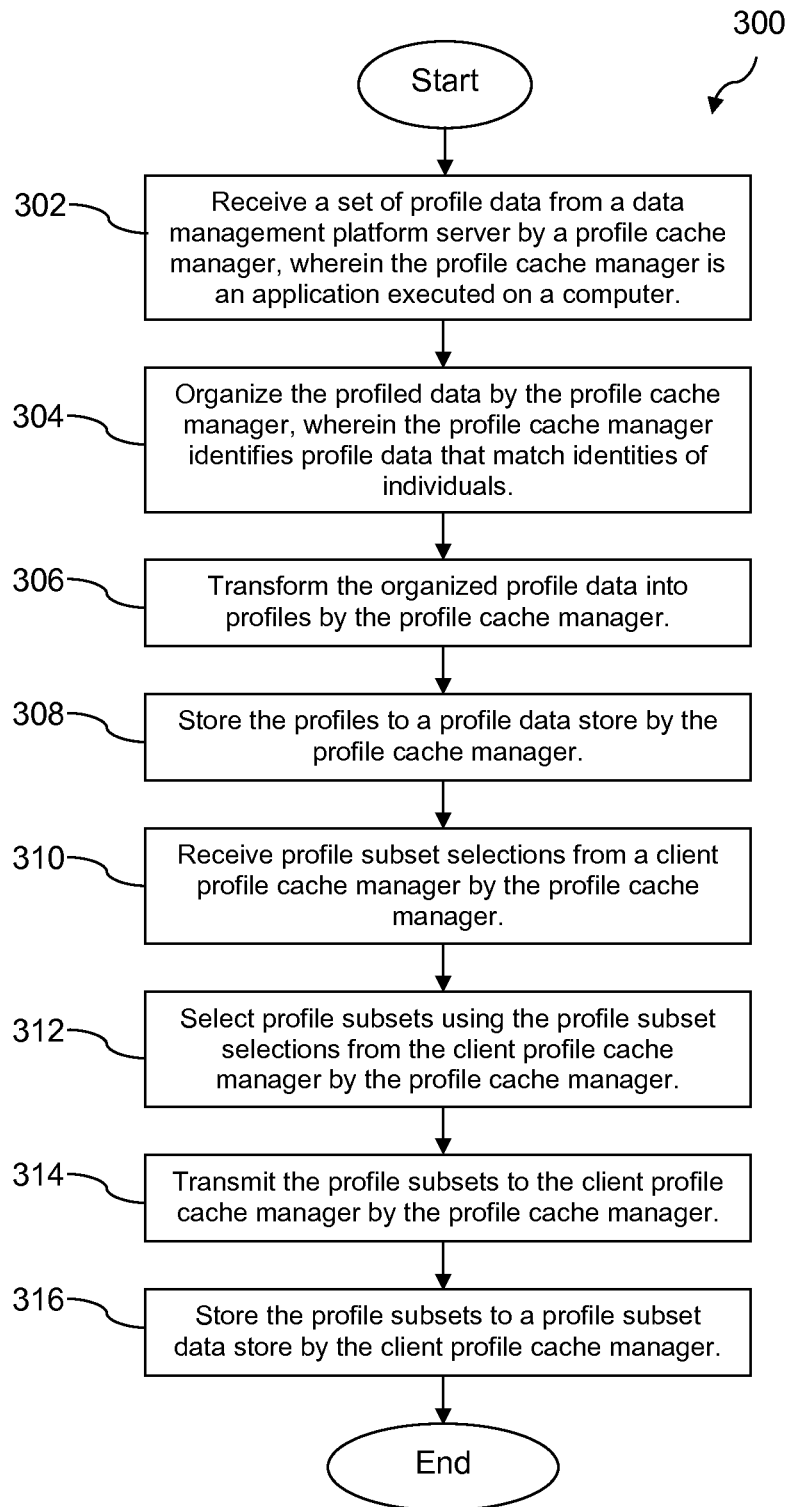 300
Start
302
Receive a set of profile data from a data
management platform server by a profile cache
manager, wherein the profile cache manager is
an application executed on a computer.
304
Organize the profiled data by the profile cache
manager, wherein the profile cache manager
identifies profile data that match identities of
individuals.
306
Transform the organized profile data into
profiles by the profile cache manager.
308
Store the profiles to a profile data store by the
profile cache manager.
310
Receive profile subset selections from a client
profile cache manager by the profile cache
manager.
312
Select profile subsets using the profile subset
selections from the client profile cache
manager by the profile cache manager.
314
Transmit the profile subsets to the client profile
cache manager by the profile cache manager.
316
Store the profile subsets to a profile subset
data store by the client profile cache manager.
End